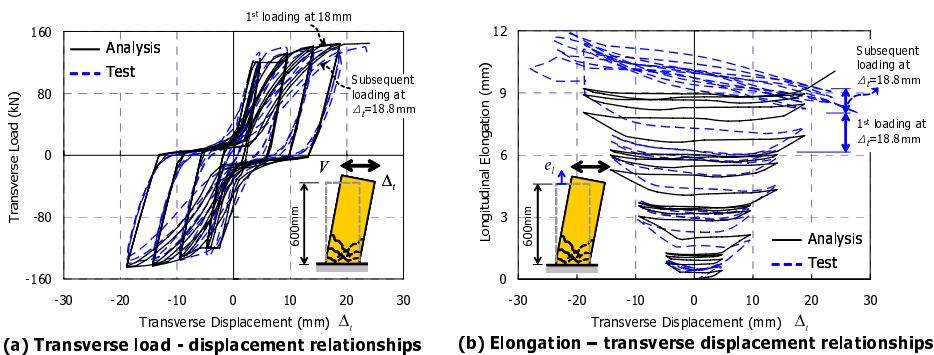 1st loading at 18mm
160
80
0
-80
-160
-30
-20
-10
0
10
20
30
Transverse Load (kN)
Analysis
Test
Subsequent
loading at
Δt=18.8mm
V
Δt
600mm
Transverse Displacement (mm) Δt
(a) Transverse load - displacement relationships
12
9
6
3
0
-30
-20
-10
0
10
20
30
Longitudinal Elongation (mm)
Subsequent
loading at
Δt=18.8mm
1st loading at
Δt=18.8mm
el
600mm
Analysis
Test
Transverse Displacement (mm) Δt
(b) Elongation – transverse displacement relationships